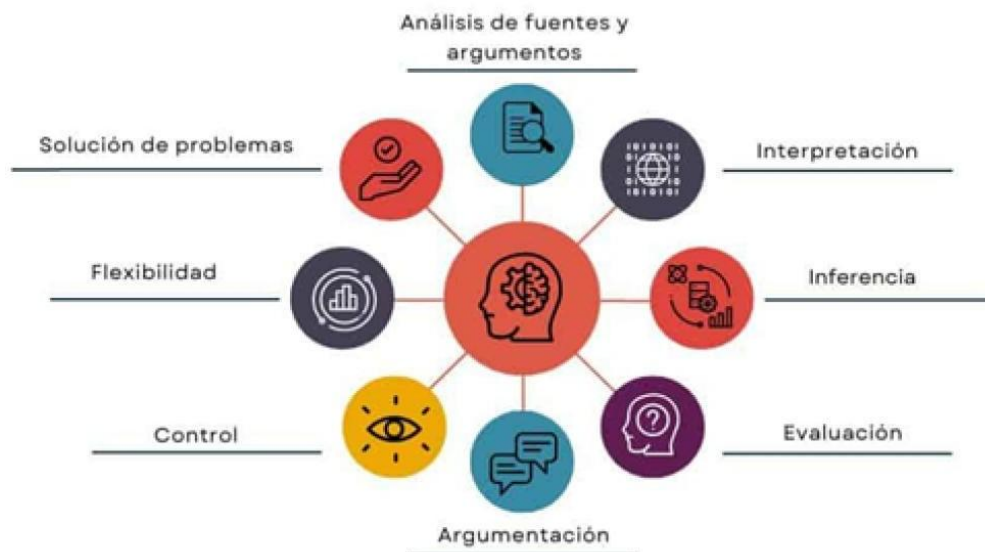 Análisis de fuentes y
argumentos
Solución de problemas
Interpretación
Flexibilidad
Inferencia
Control
Evaluación
Argumentación